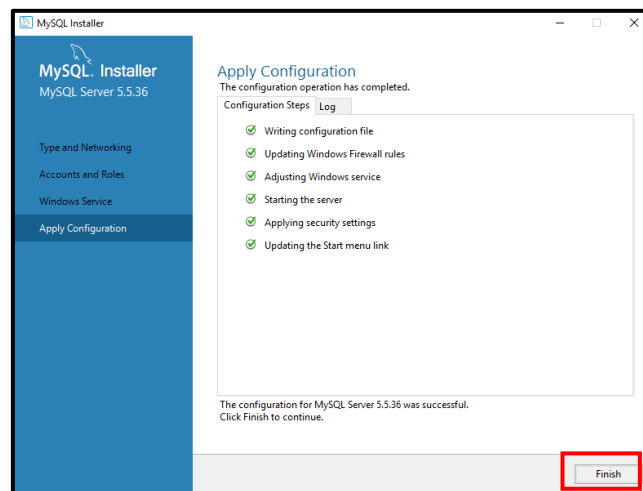 MySQL Installer
MySQL. Installer
MySQL Server 5.5.36
Type and Networking
Accounts and Roles
Windows Service
Apply Configuration
Apply Configuration
The configuration operation has completed.
Configuration Steps Log
Writing configuration file
Updating Windows Firewall rules
Adjusting Windows service
Starting the server
Applying security settings
Updating the Start menu link
The configuration for MySQL Server 5.5.36 was successful.
Click Finish to continue.
Finish